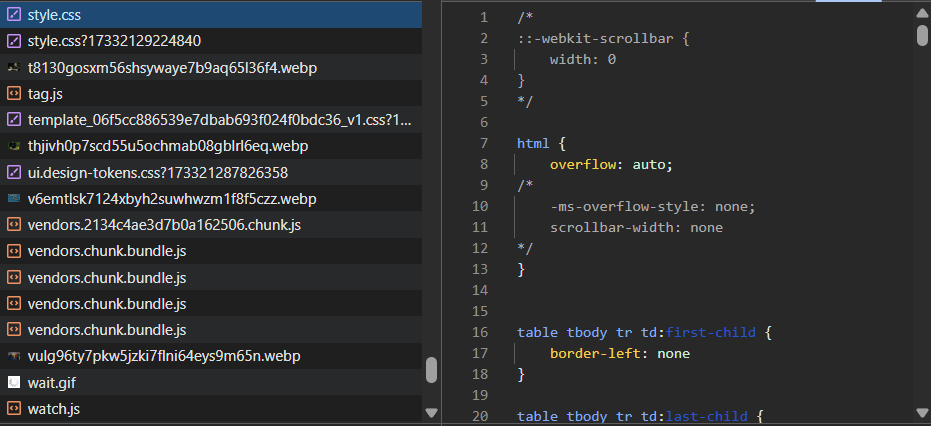 style.css
style.css?17332129224840
t8130gosxm56shsywaye7b9aq65l36f4.webp
tag.js
template_06f5cc886539e7dbab693f024f0bdc36_v1.css?1...
thjivh0p7scd55u5ochmab08gblrl6eq.webp
ui.design-tokens.css?173321287826358
v6emtlsk7124xbyh2suwhwzm1f8f5czz.webp
vendors.2134c4ae3d7b0a162506.chunk.js
vendors.chunk.bundle.js
vendors.chunk.bundle.js
vendors.chunk.bundle.js
vendors.chunk.bundle.js
vulg96ty7pkw5jzki7flni64eys9m65n.webp
wait.gif
watch.js
1 /*
2 ::-webkit-scrollbar {
3     width: 0
4 }
5 */
6
7 html {
8     overflow: auto;
9 /*
10     -ms-overflow-style: none;
11     scrollbar-width: none
12 */
13 }
14
15
16 table tbody tr td:first-child {
17     border-left: none
18 }
19
20 table tbody tr td:last-child {